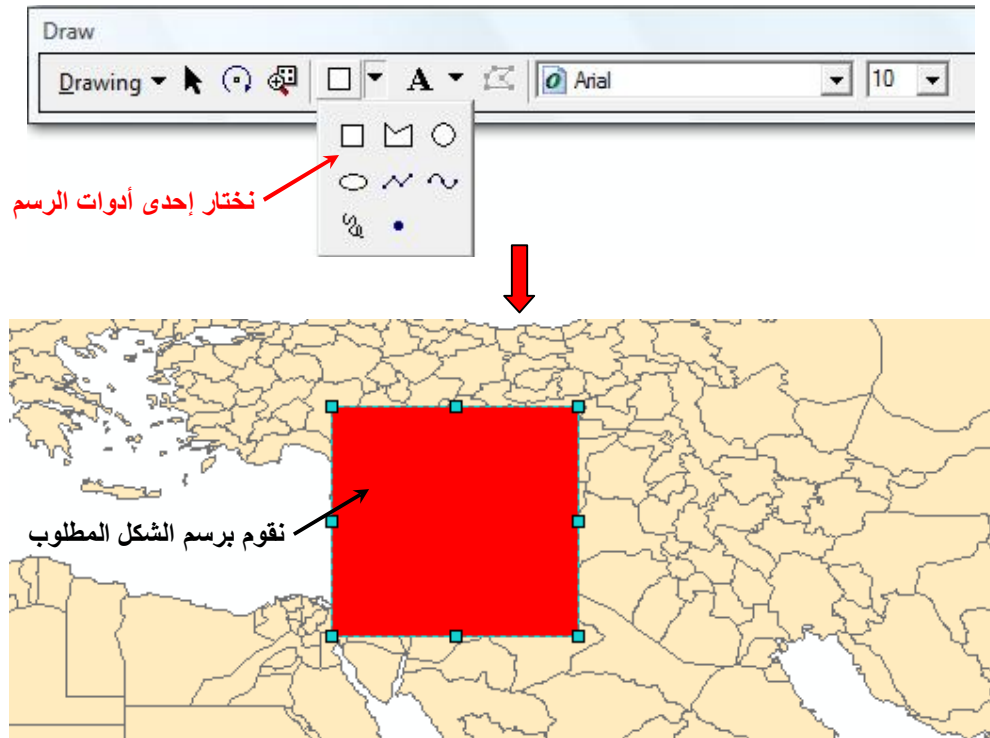 Draw
Drawing A Arial 10
نختار إحدى أدوات الرسم
نقوم برسم الشكل المطلوب